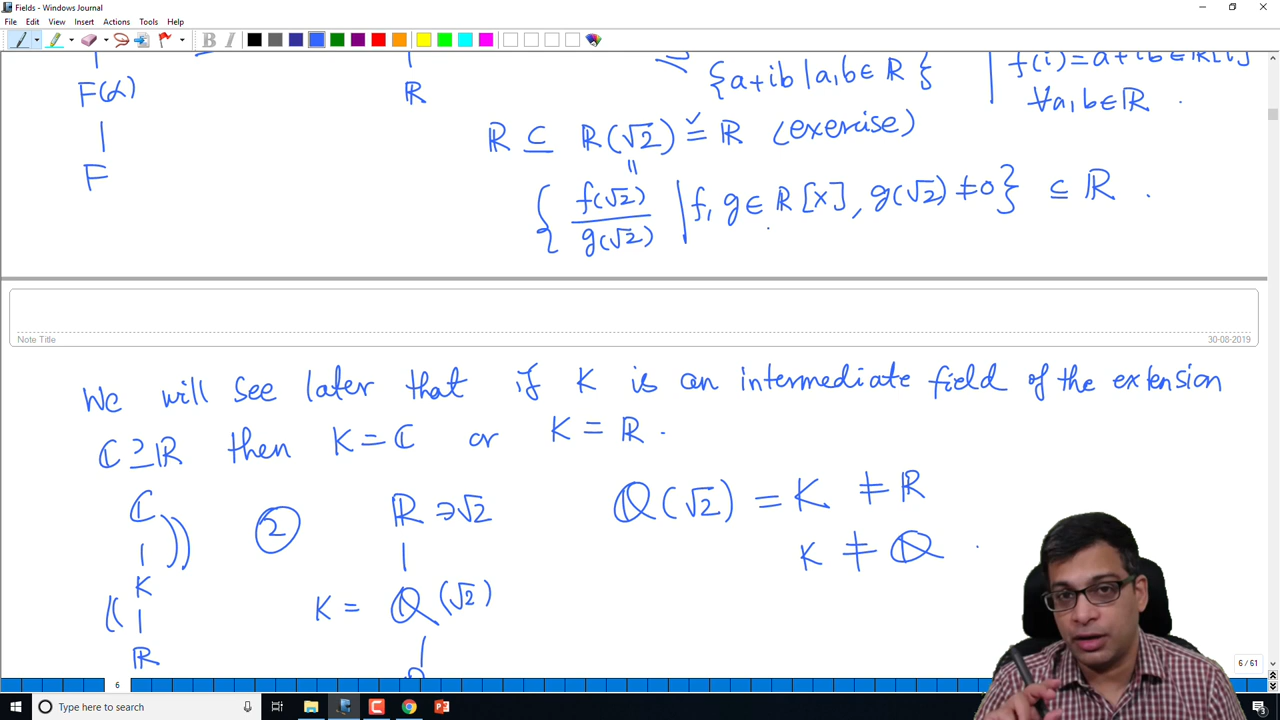 Fields - Windows Journal
File Edit View Insert Actions Tools Help
F(α)
F
ℝ
{a+ib | a,b ∈ ℝ}
f(i) = a+ib ∈ ℝ[i]
∀a,b ∈ ℝ .
ℝ ⊆ ℝ(√2) = ℝ (exercise)
{ f(√2) / g(√2) | f, g ∈ ℝ[x], g(√2) ≠ 0 } ⊆ ℝ .
Note Title
30-08-2019
We will see later that if K is an intermediate field of the extension
ℂ ⊇ ℝ then K = ℂ or K = ℝ .
ℂ
K
ℝ
2
ℝ ∋ √2
K = ℚ(√2)
ℚ(√2) = K ≠ ℝ
K ≠ ℚ .
6 / 61
6
Type here to search